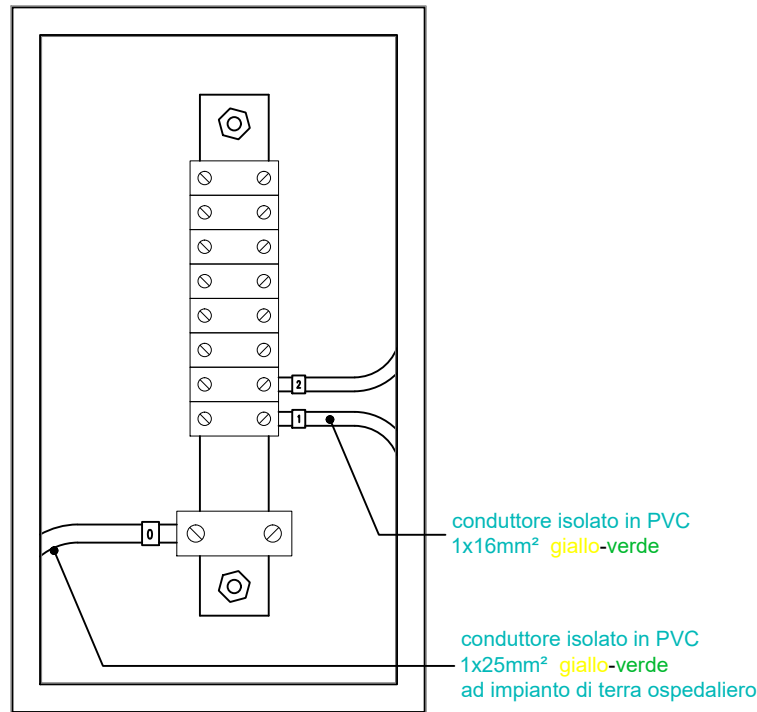 2
1
0
conduttore isolato in PVC
1x16mm² giallo-verde
conduttore isolato in PVC
1x25mm² giallo-verde
ad impianto di terra ospedaliero